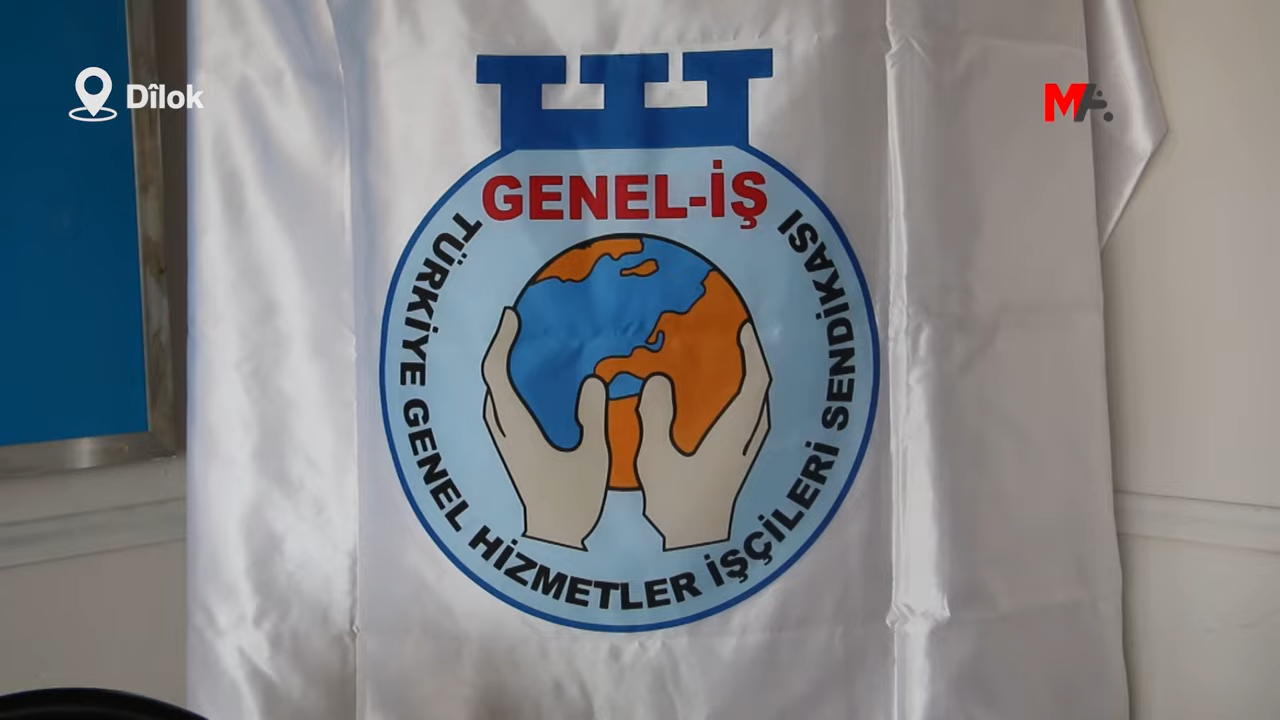 Dîlok
MA
GENEL-İŞ
TÜRKİYE GENEL HİZMETLER İŞÇİLERİ SENDİKASI